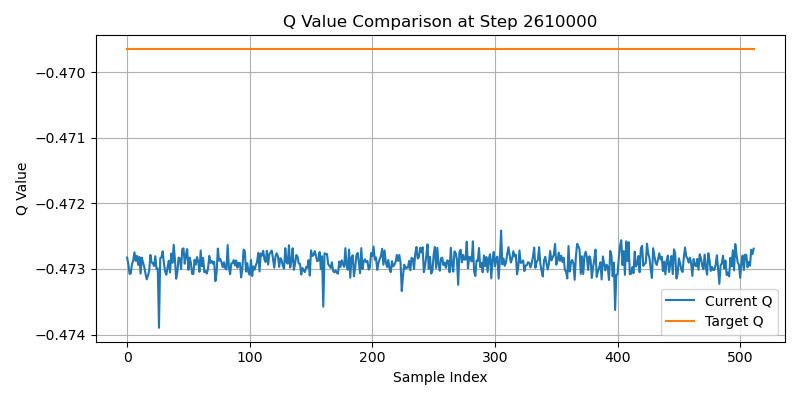 Q Value Comparison at Step 2610000
Q Value
−0.470
−0.471
−0.472
−0.473
−0.474
0
100
200
300
400
500
Sample Index
Current Q
Target Q